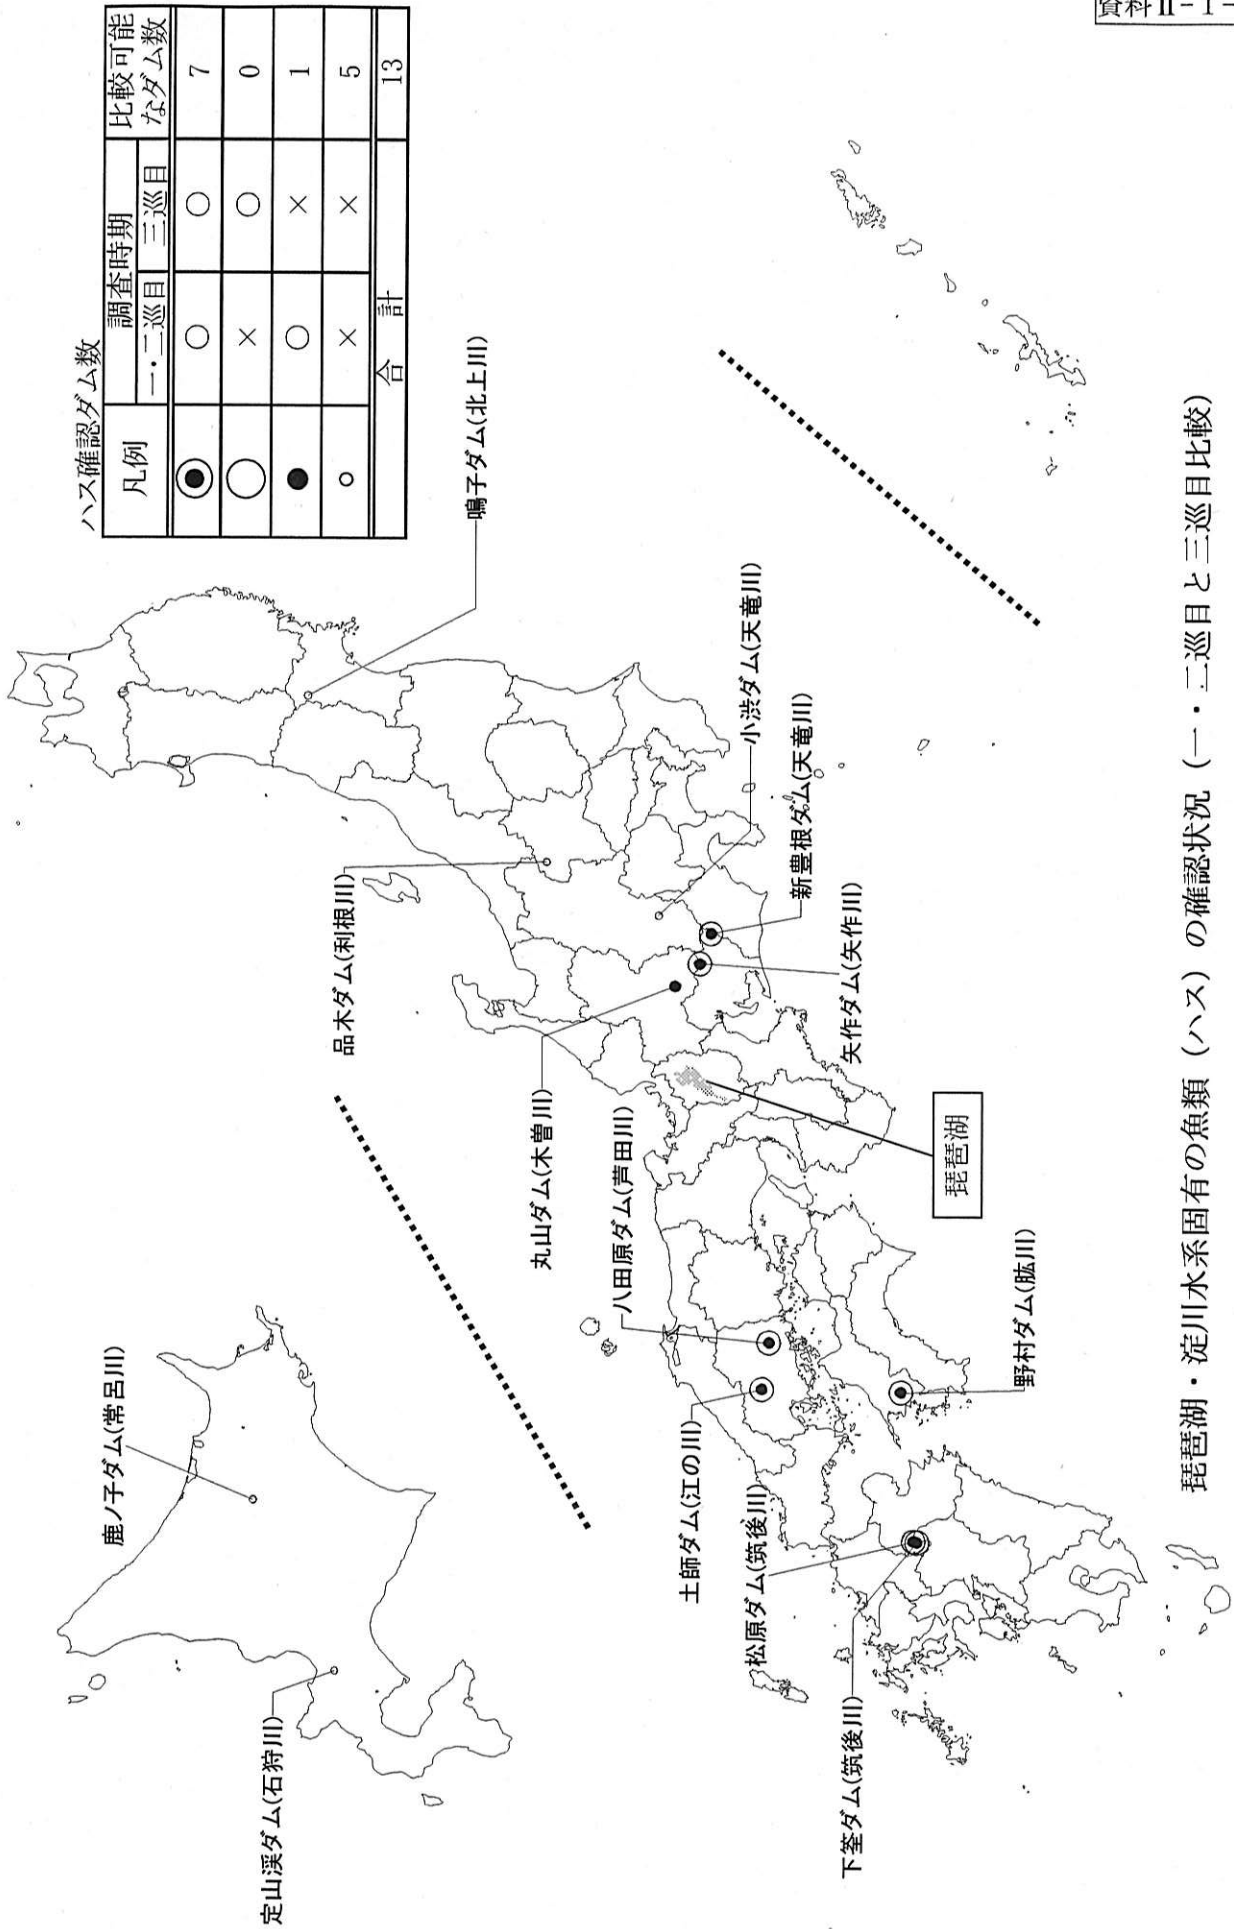 資料Ⅱ-1-
ハス確認ダム数
凡例 調査時期 比較可能なダム数
一・二巡目 三巡目
◉ ○ ○ 7
○ × ○ 0
● ○ × 1
○ × × 5
合計 13
鹿ノ子ダム(常呂川)
定山渓ダム(石狩川)
鳴子ダム(北上川)
品木ダム(利根川)
小渋ダム(天竜川)
新豊根ダム(天竜川)
矢作ダム(矢作川)
丸山ダム(木曽川)
琵琶湖
八田原ダム(芦田川)
土師ダム(江の川)
野村ダム(肱川)
松原ダム(筑後川)
下筌ダム(筑後川)
琵琶湖・淀川水系固有の魚類（ハス）の確認状況（一・二巡目と三巡目比較）